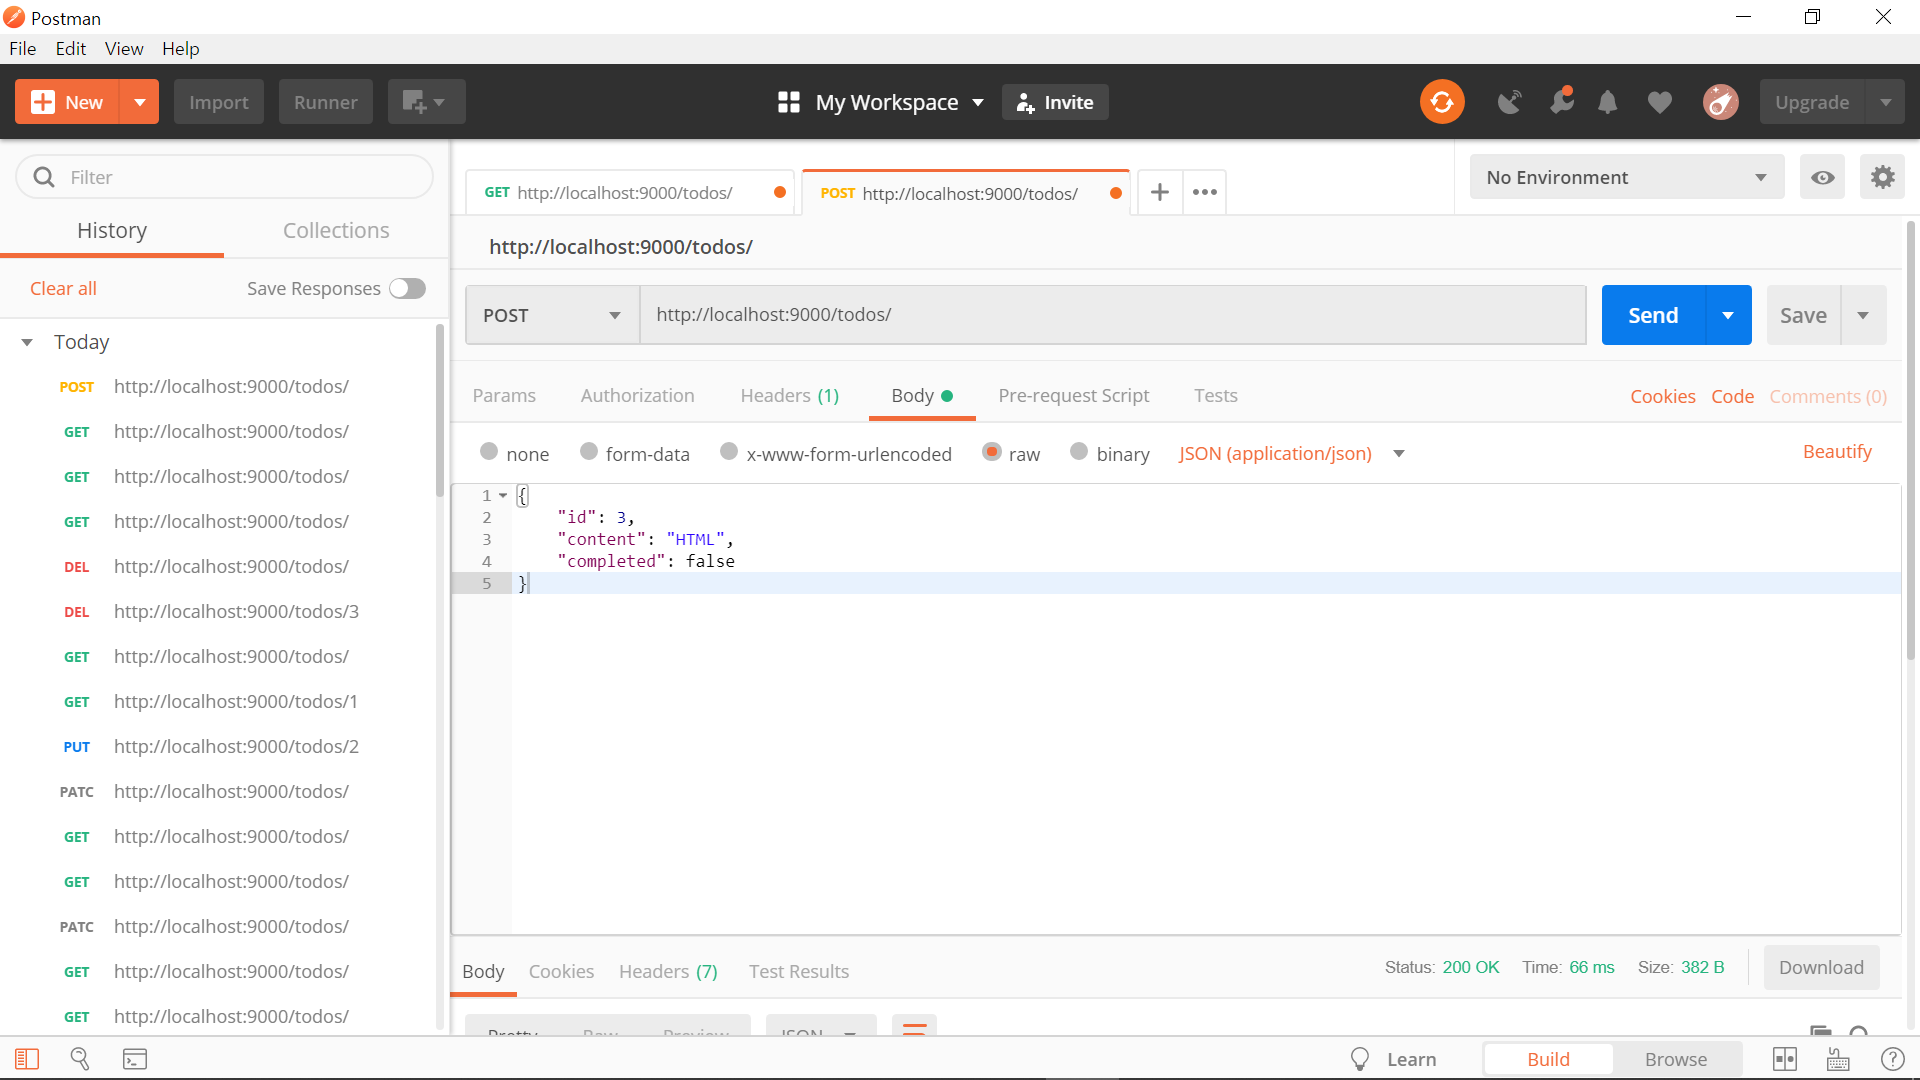 Postman
File Edit View Help
New Import Runner My Workspace Invite Upgrade
Filter
History Collections
Clear all Save Responses
Today
POST http://localhost:9000/todos/
GET http://localhost:9000/todos/
GET http://localhost:9000/todos/
GET http://localhost:9000/todos/
DEL http://localhost:9000/todos/
DEL http://localhost:9000/todos/3
GET http://localhost:9000/todos/
GET http://localhost:9000/todos/1
PUT http://localhost:9000/todos/2
PATC http://localhost:9000/todos/
GET http://localhost:9000/todos/
GET http://localhost:9000/todos/
PATC http://localhost:9000/todos/
GET http://localhost:9000/todos/
GET http://localhost:9000/todos/
GET http://localhost:9000/todos/ POST http://localhost:9000/todos/ No Environment
http://localhost:9000/todos/
POST http://localhost:9000/todos/ Send Save
Params Authorization Headers (1) Body Pre-request Script Tests Cookies Code Comments (0)
none form-data x-www-form-urlencoded raw binary JSON (application/json) Beautify
1 {
2 "id": 3,
3 "content": "HTML",
4 "completed": false
5 }
Body Cookies Headers (7) Test Results Status: 200 OK Time: 66 ms Size: 382 B Download
Pretty Raw Preview JSON
Learn Build Browse